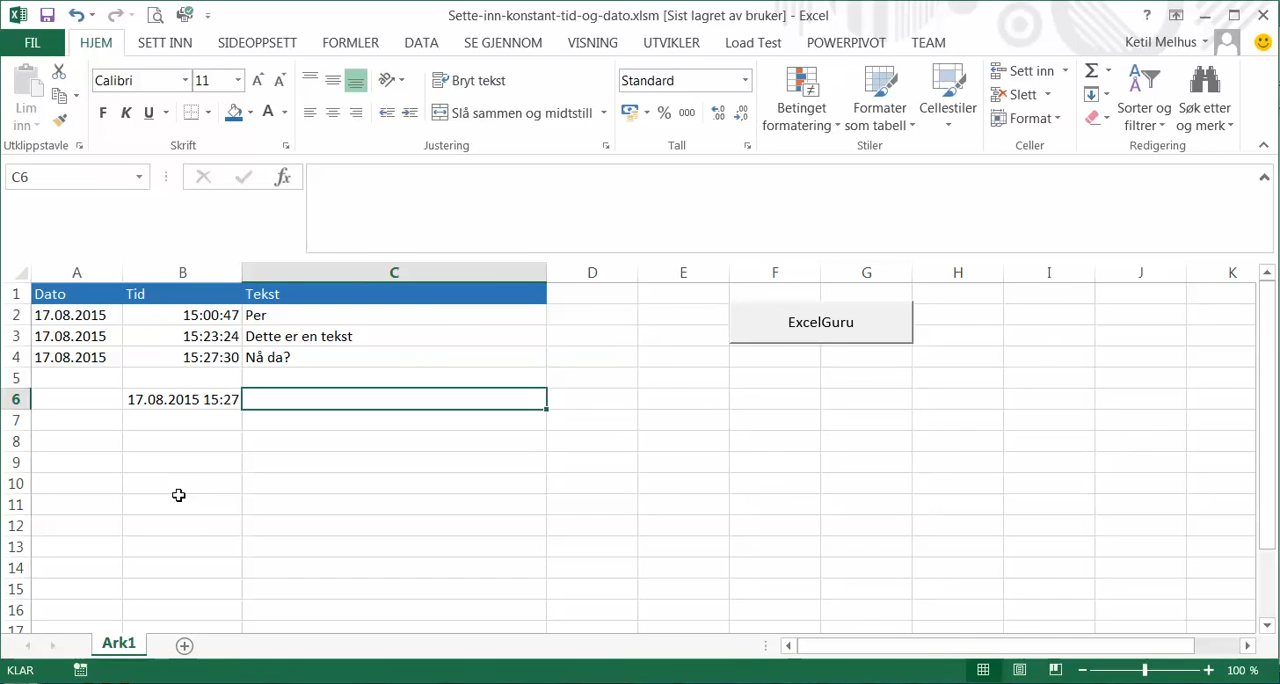 Sette-inn-konstant-tid-og-dato.xlsm [Sist lagret av bruker] - Excel
FIL HJEM SETT INN SIDEOPPSETT FORMLER DATA SE GJENNOM VISNING UTVIKLER Load Test POWERPIVOT TEAM Ketil Melhus
Lim inn
Calibri 11
F K U
Bryt tekst
Slå sammen og midtstill
Standard
% 000
Betinget formatering
Formater som tabell
Cellestiler
Sett inn
Slett
Format
Sorter og filtrer
Søk etter og merk
Utklippstavle Skrift Justering Tall Stiler Celler Redigering
C6 fx
A B C D E F G H I J K
1 Dato Tid Tekst
2 17.08.2015 15:00:47 Per
ExcelGuru
3 17.08.2015 15:23:24 Dette er en tekst
4 17.08.2015 15:27:30 Nå da?
5
6 17.08.2015 15:27
7
8
9
10
11
12
13
14
15
16
17
Ark1
KLAR 100 %